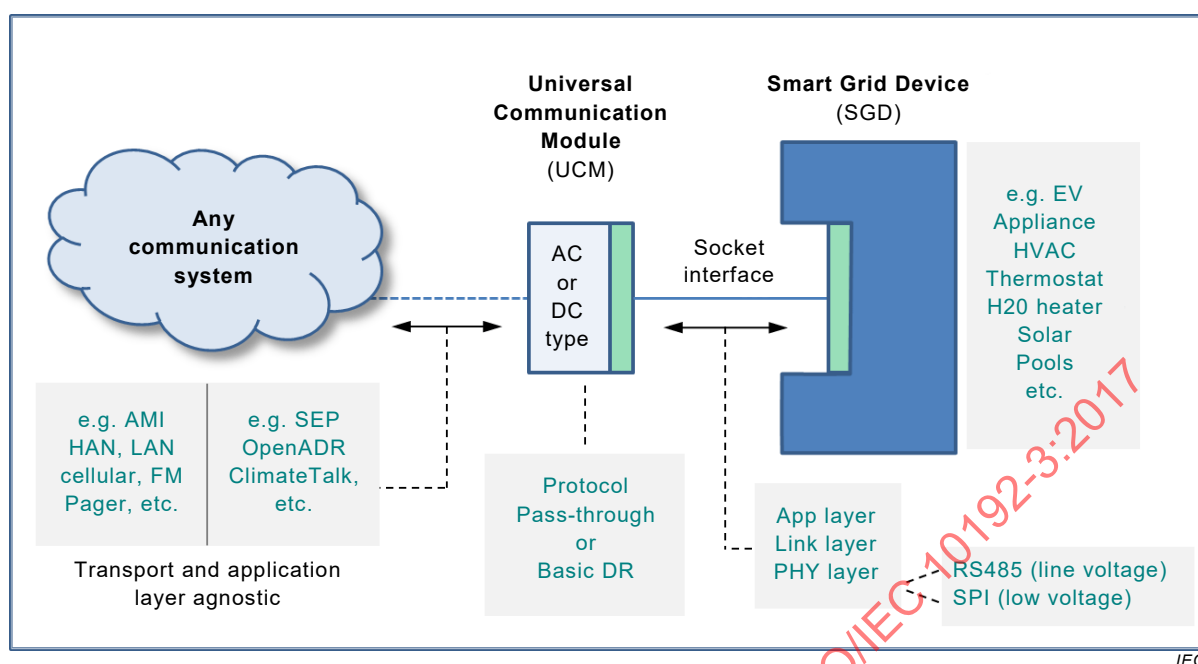 Universal
Communication
Module
(UCM)
Smart Grid Device
(SGD)
Any
communication
system
AC
or
DC
type
Socket
interface
e.g. EV
Appliance
HVAC
Thermostat
H20 heater
Solar
Pools
etc.
e.g. AMI
HAN, LAN
cellular, FM
Pager, etc.
e.g. SEP
OpenADR
ClimateTalk,
etc.
Transport and application
layer agnostic
Protocol
Pass-through
or
Basic DR
App layer
Link layer
PHY layer
RS485 (line voltage)
SPI (low voltage)
O/IEC 10192-3:2017
IEC